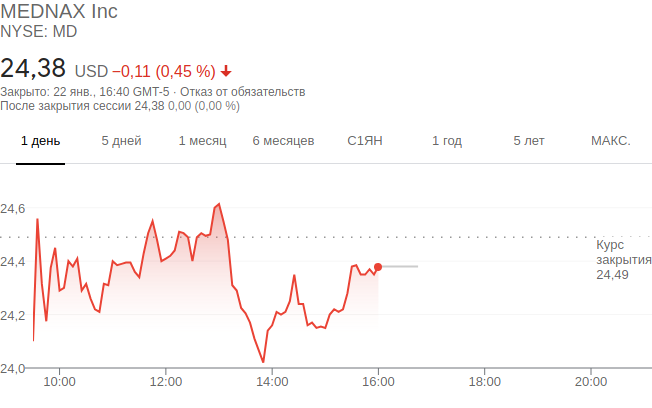 MEDNAX Inc
NYSE: MD
24,38 USD −0,11 (0,45 %)
Закрыто: 22 янв., 16:40 GMT-5 · Отказ от обязательств
После закрытия сессии 24,38 0,00 (0,00 %)
1 день 5 дней 1 месяц 6 месяцев С1ЯН 1 год 5 лет МАКС.
24,6
24,4
24,2
24,0
Курс
закрытия
24,49
10:00 12:00 14:00 16:00 18:00 20:00